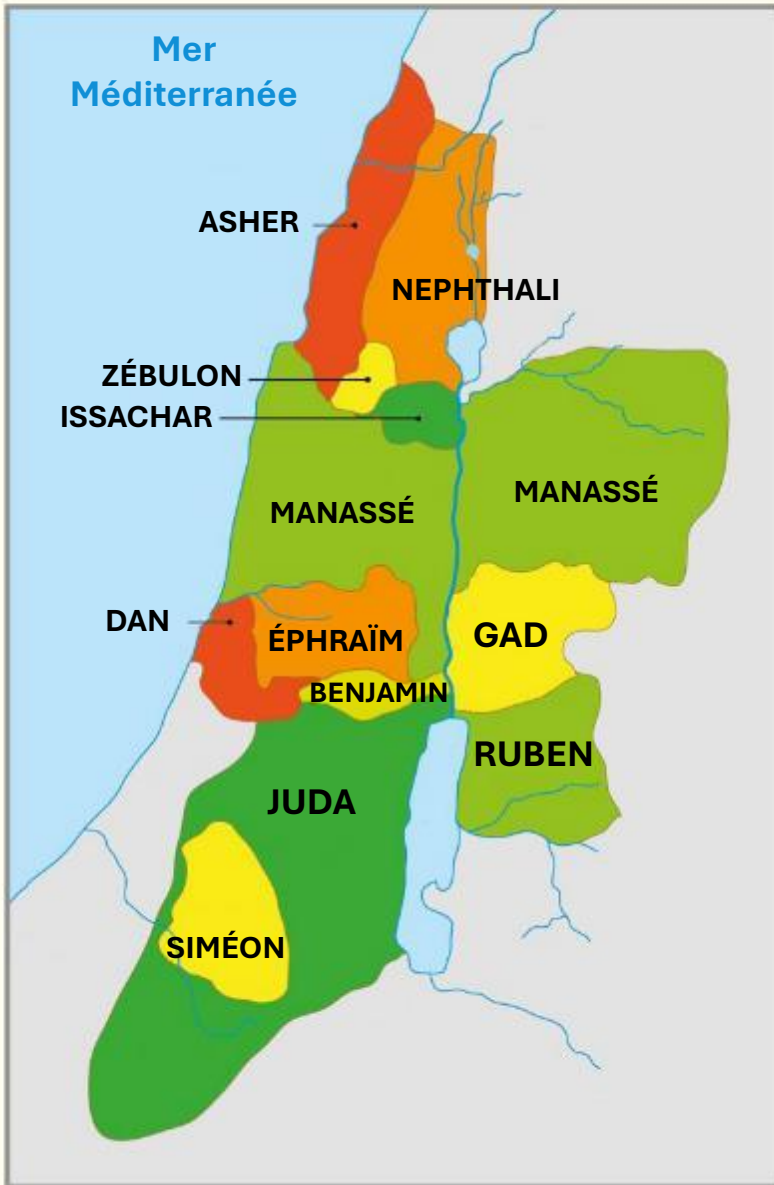 Mer
Méditerranée
ASHER
NEPHTHALI
ZÉBULON
ISSACHAR
MANASSÉ
MANASSÉ
DAN
ÉPHRAÏM
GAD
BENJAMIN
RUBEN
JUDA
SIMÉON